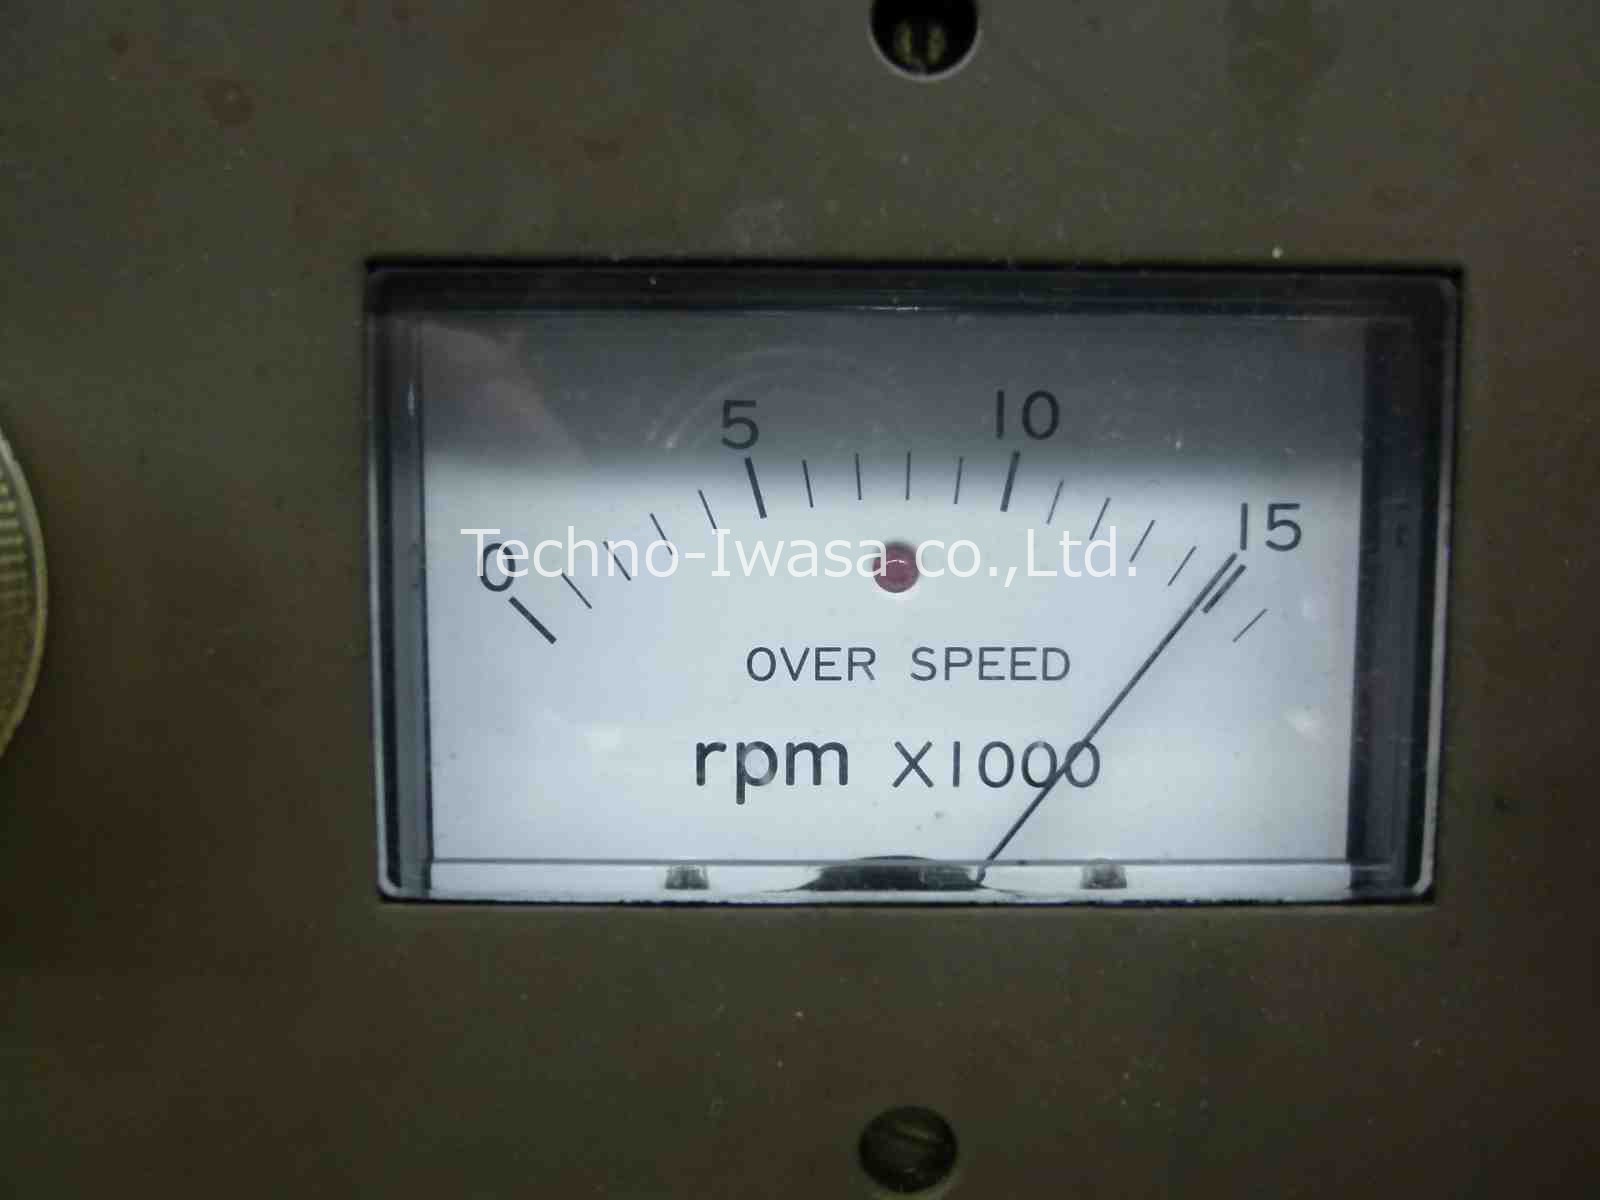 5 10
0 15
Techno-Iwasa co.,Ltd.
OVER SPEED
rpm X1000